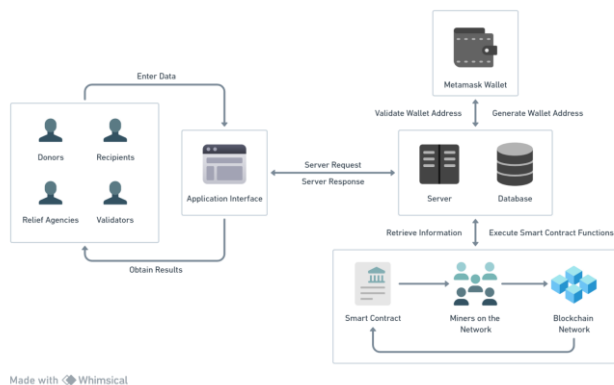 Metamask Wallet
Enter Data
Validate Wallet Address
Generate Wallet Address
Donors
Recipients
Server Request
Application Interface
Server Response
Server
Database
Relief Agencies
Validators
Retrieve Information
Execute Smart Contract Functions
Obtain Results
Smart Contract
Miners on the
Network
Blockchain
Network
Made with Whimsical